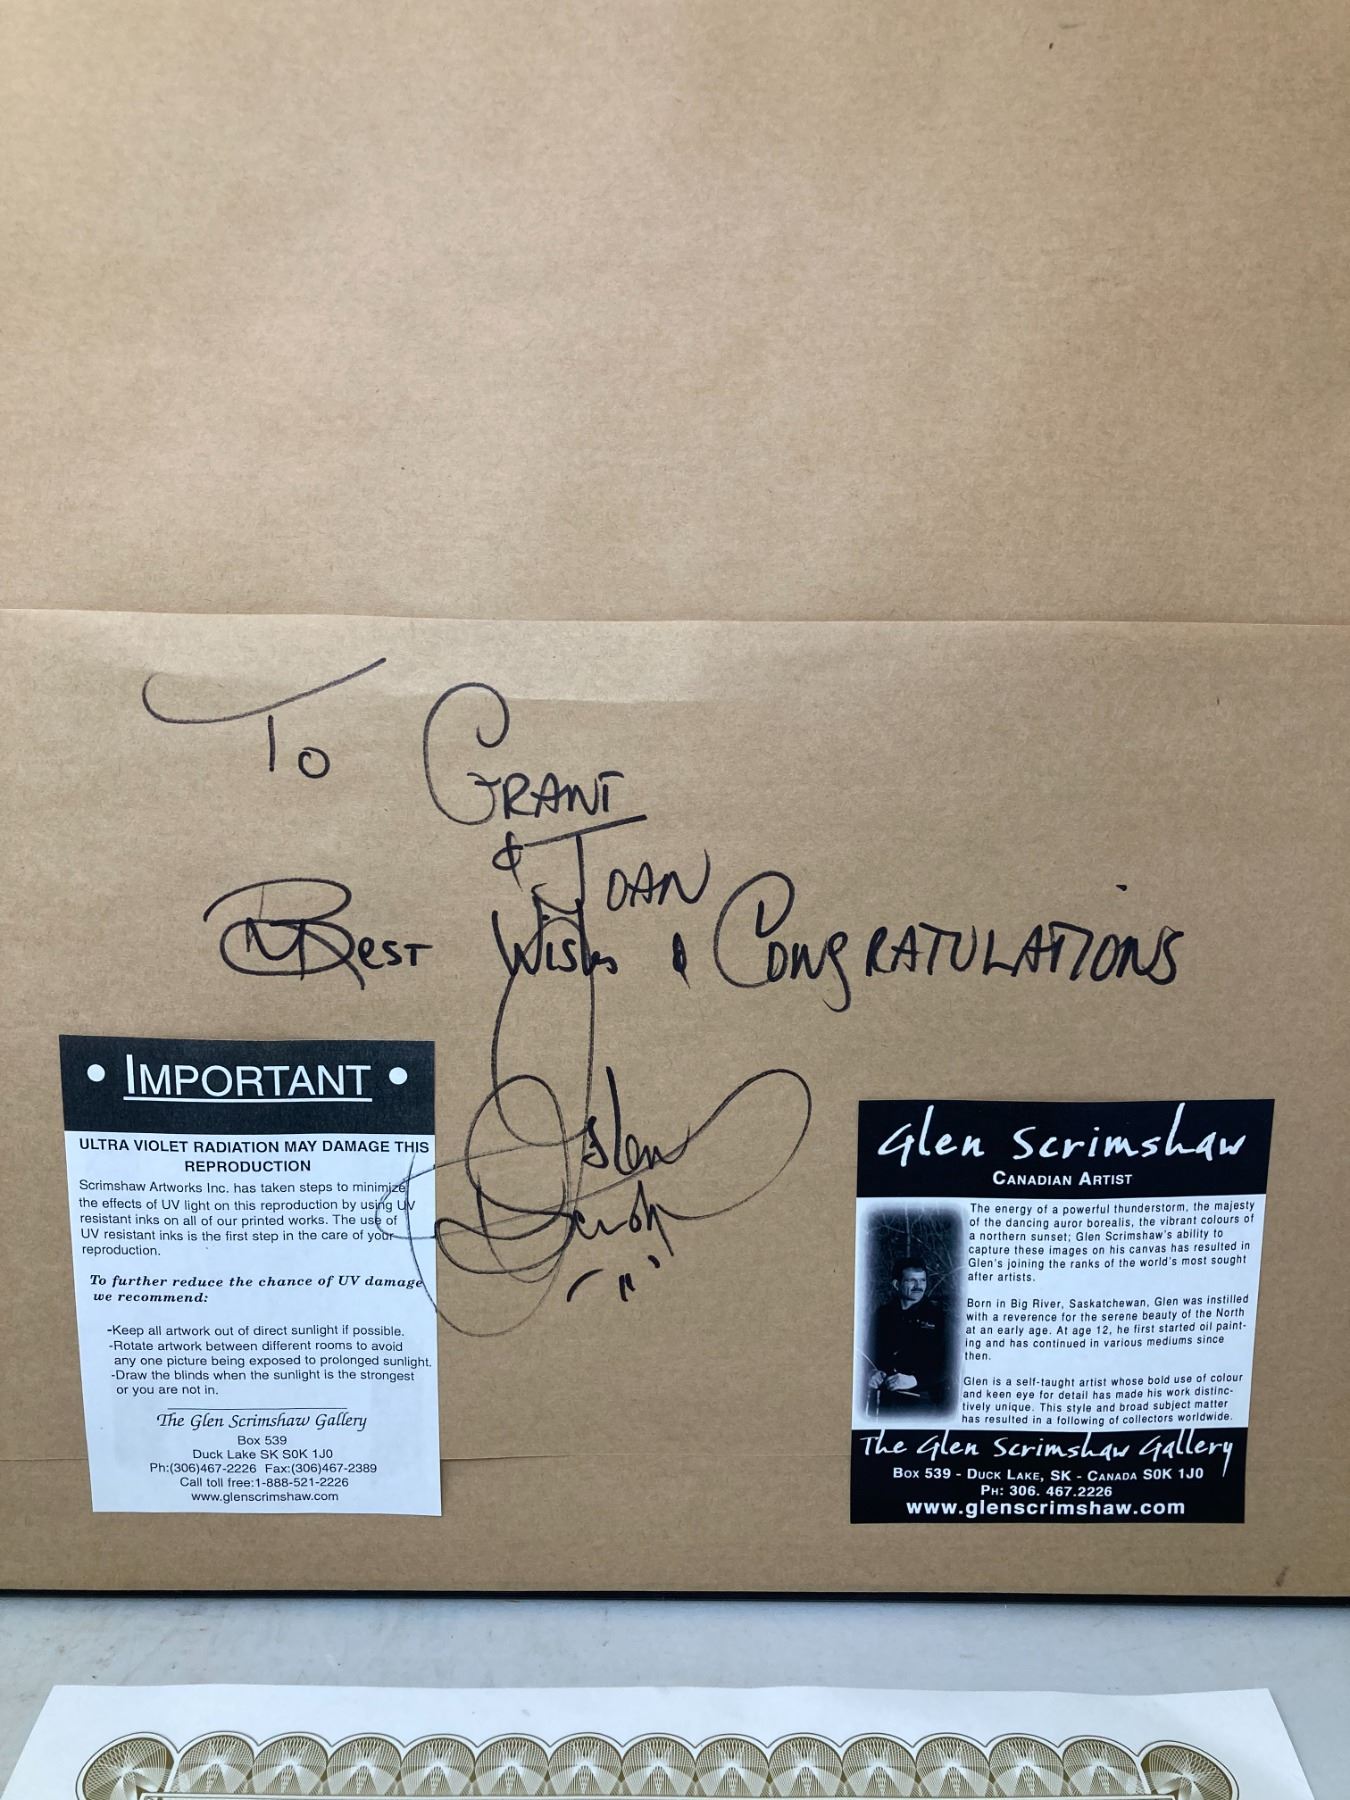 To GRANT
& JOAN
BEST Wishes & CONGRATULATIONS
Glen
• IMPORTANT •
ULTRA VIOLET RADIATION MAY DAMAGE THIS
REPRODUCTION
Scrimshaw Artworks Inc. has taken steps to minimize
the effects of UV light on this reproduction by using UV
resistant inks on all of our printed works. The use of
UV resistant inks is the first step in the care of your
reproduction.
To further reduce the chance of UV damage
we recommend:
-Keep all artwork out of direct sunlight if possible.
-Rotate artwork between different rooms to avoid
any one picture being exposed to prolonged sunlight.
-Draw the blinds when the sunlight is the strongest
or you are not in.
The Glen Scrimshaw Gallery
Box 539
Duck Lake SK S0K 1J0
Ph:(306)467-2226 Fax:(306)467-2389
Call toll free:1-888-521-2226
www.glenscrimshaw.com
Glen Scrimshaw
CANADIAN ARTIST
The energy of a powerful thunderstorm, the majesty
of the dancing auror borealis, the vibrant colours of
a northern sunset; Glen Scrimshaw's ability to
capture these images on his canvas has resulted in
Glen's joining the ranks of the world's most sought
after artists.
Born in Big River, Saskatchewan, Glen was instilled
with a reverence for the serene beauty of the North
at an early age. At age 12, he first started oil paint-
ing and has continued in various mediums since
then.
Glen is a self-taught artist whose bold use of colour
and keen eye for detail has made his work distinc-
tively unique. This style and broad subject matter
has resulted in a following of collectors worldwide.
The Glen Scrimshaw Gallery
BOX 539 - DUCK LAKE, SK - CANADA S0K 1J0
PH: 306. 467.2226
www.glenscrimshaw.com